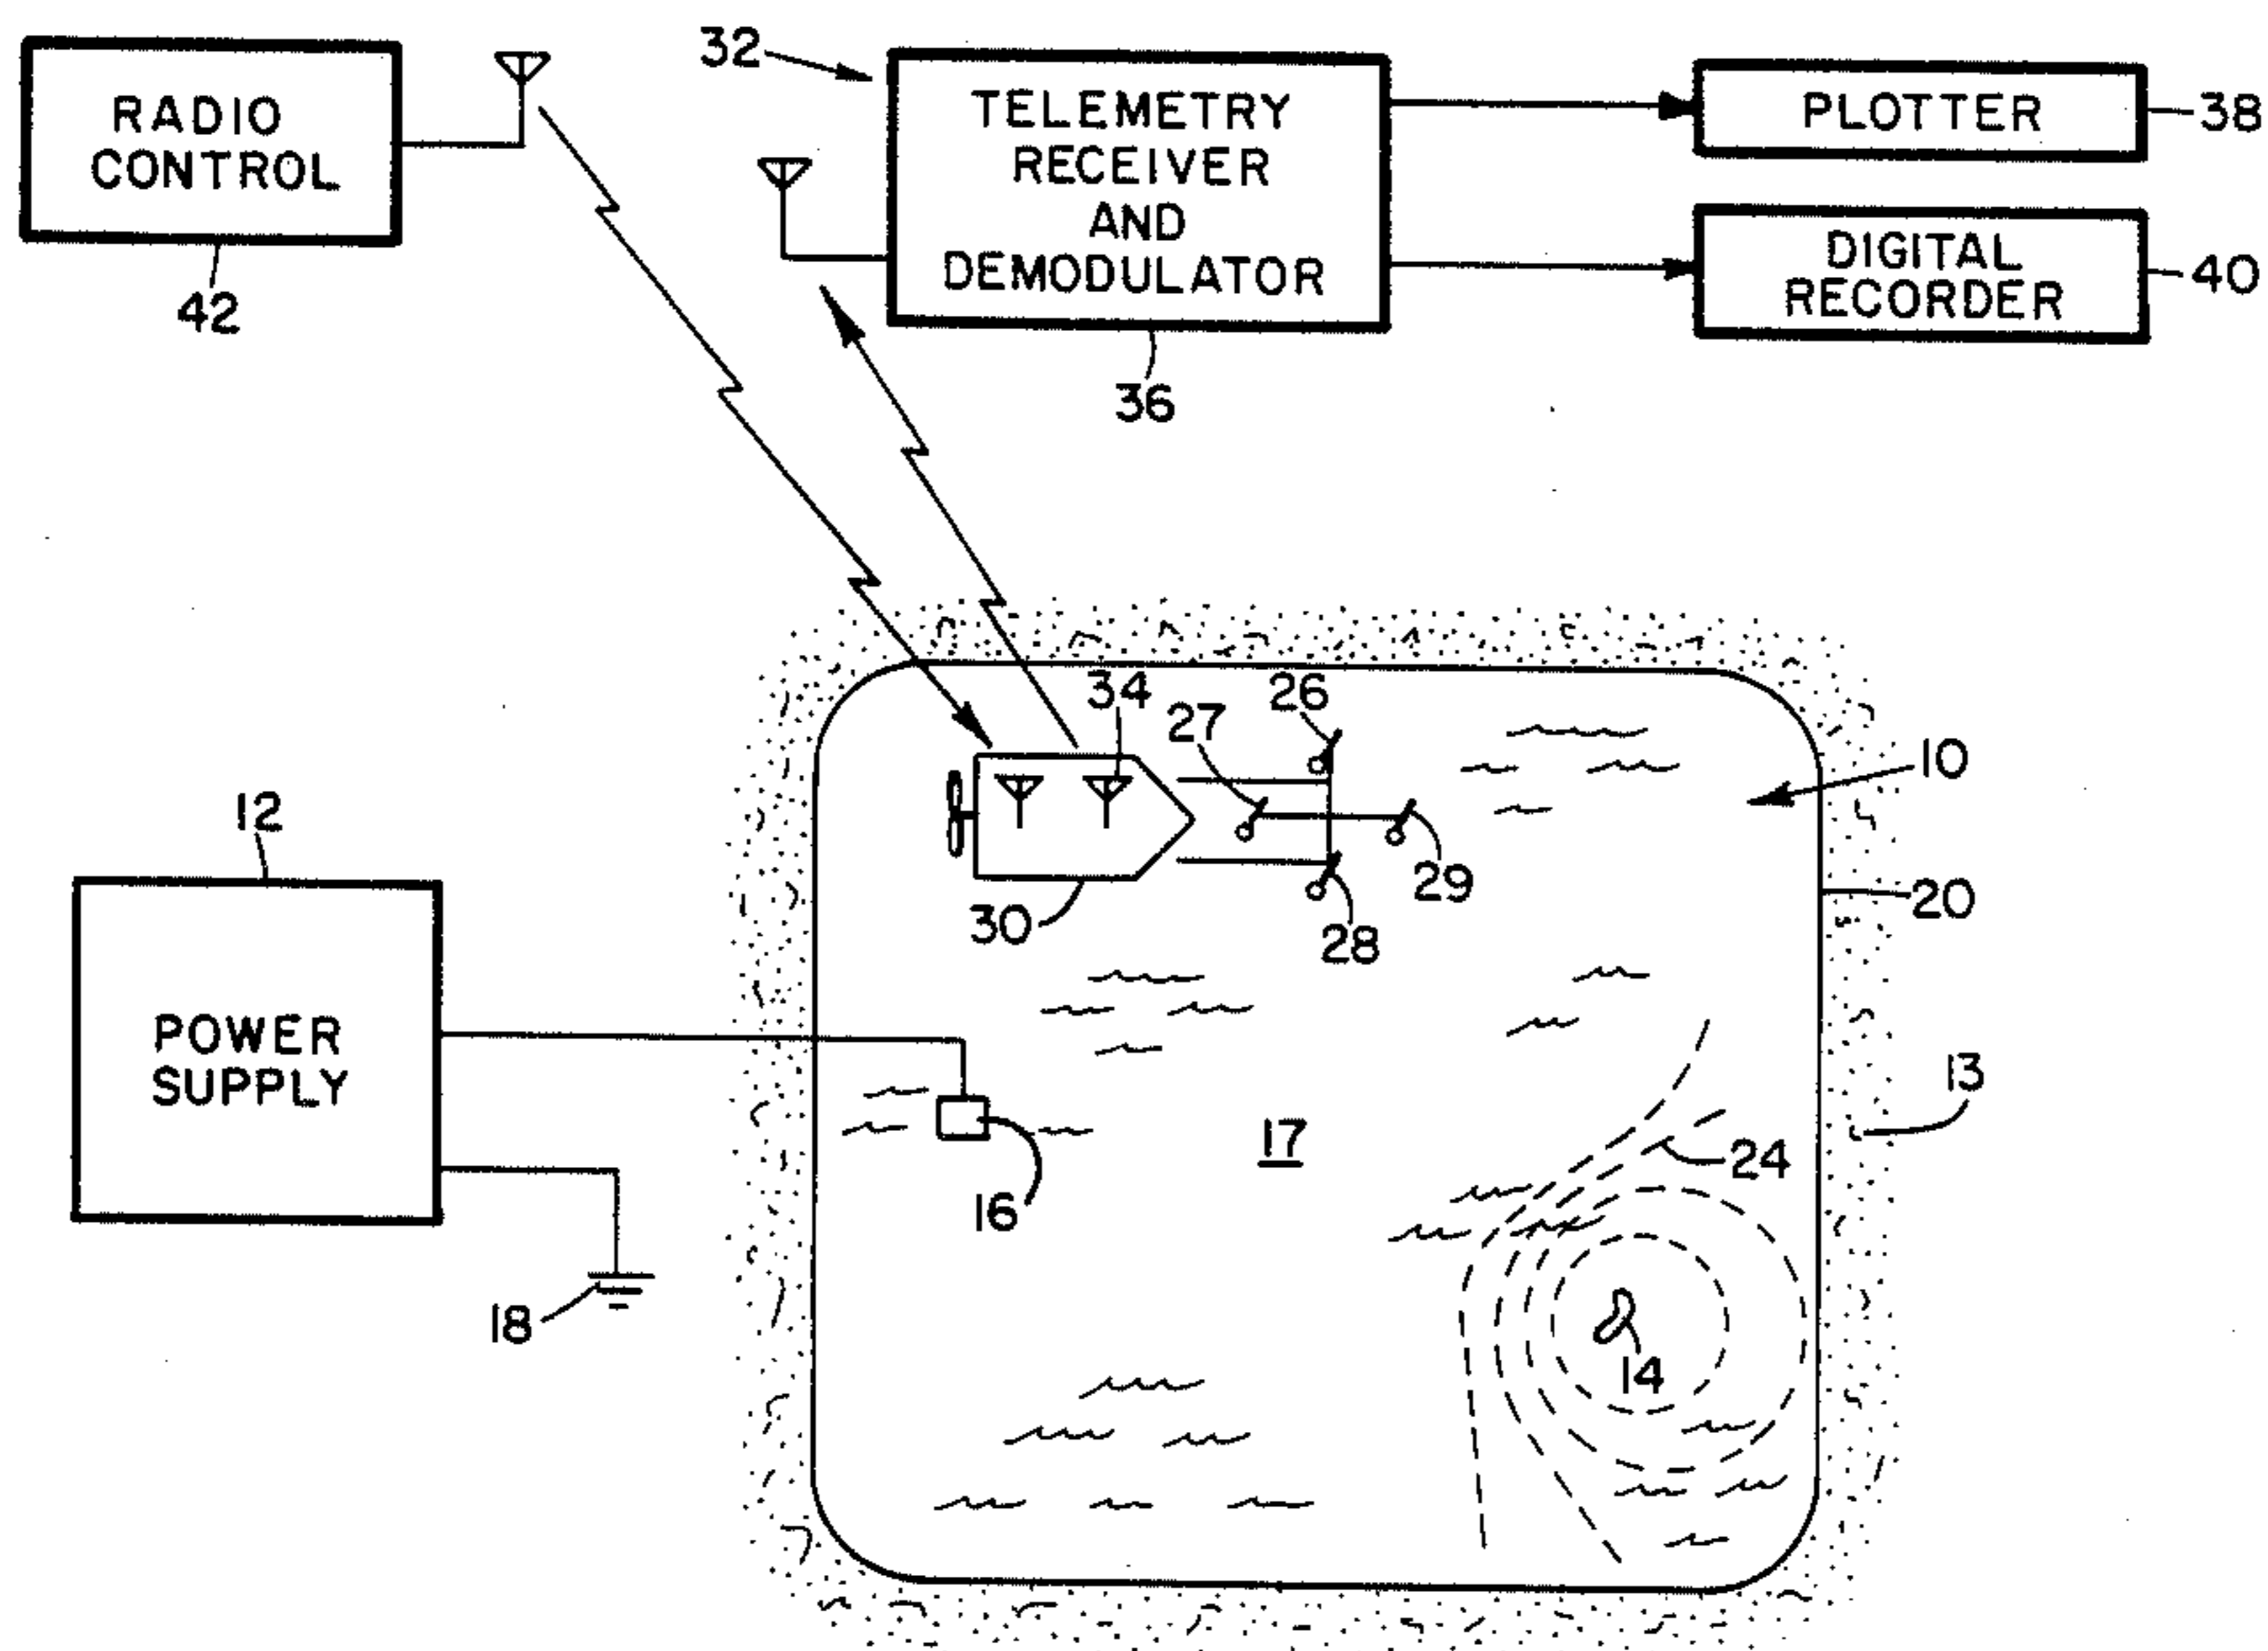 RADIO
CONTROL
42
32
TELEMETRY
RECEIVER
AND
DEMODULATOR
36
PLOTTER
38
DIGITAL
RECORDER
40
34
26
27
10
12
29
20
30
28
POWER
SUPPLY
13
17
24
16
18
14